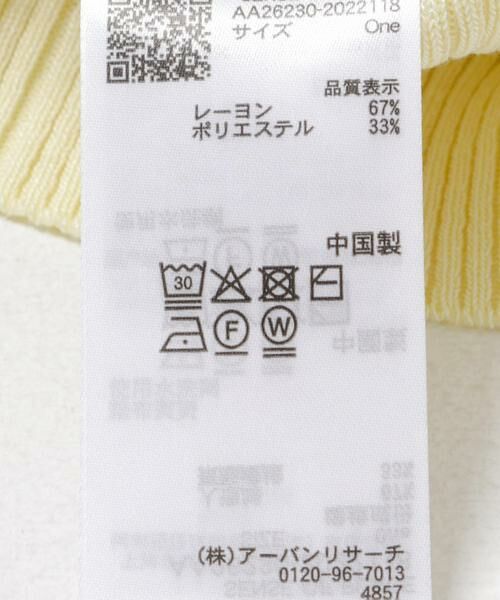 AA26230-2022118
サイズ One
品質表示
レーヨン 67%
ポリエステル 33%
中国製
30
F W
(株)アーバンリサーチ
0120-96-7013
4857